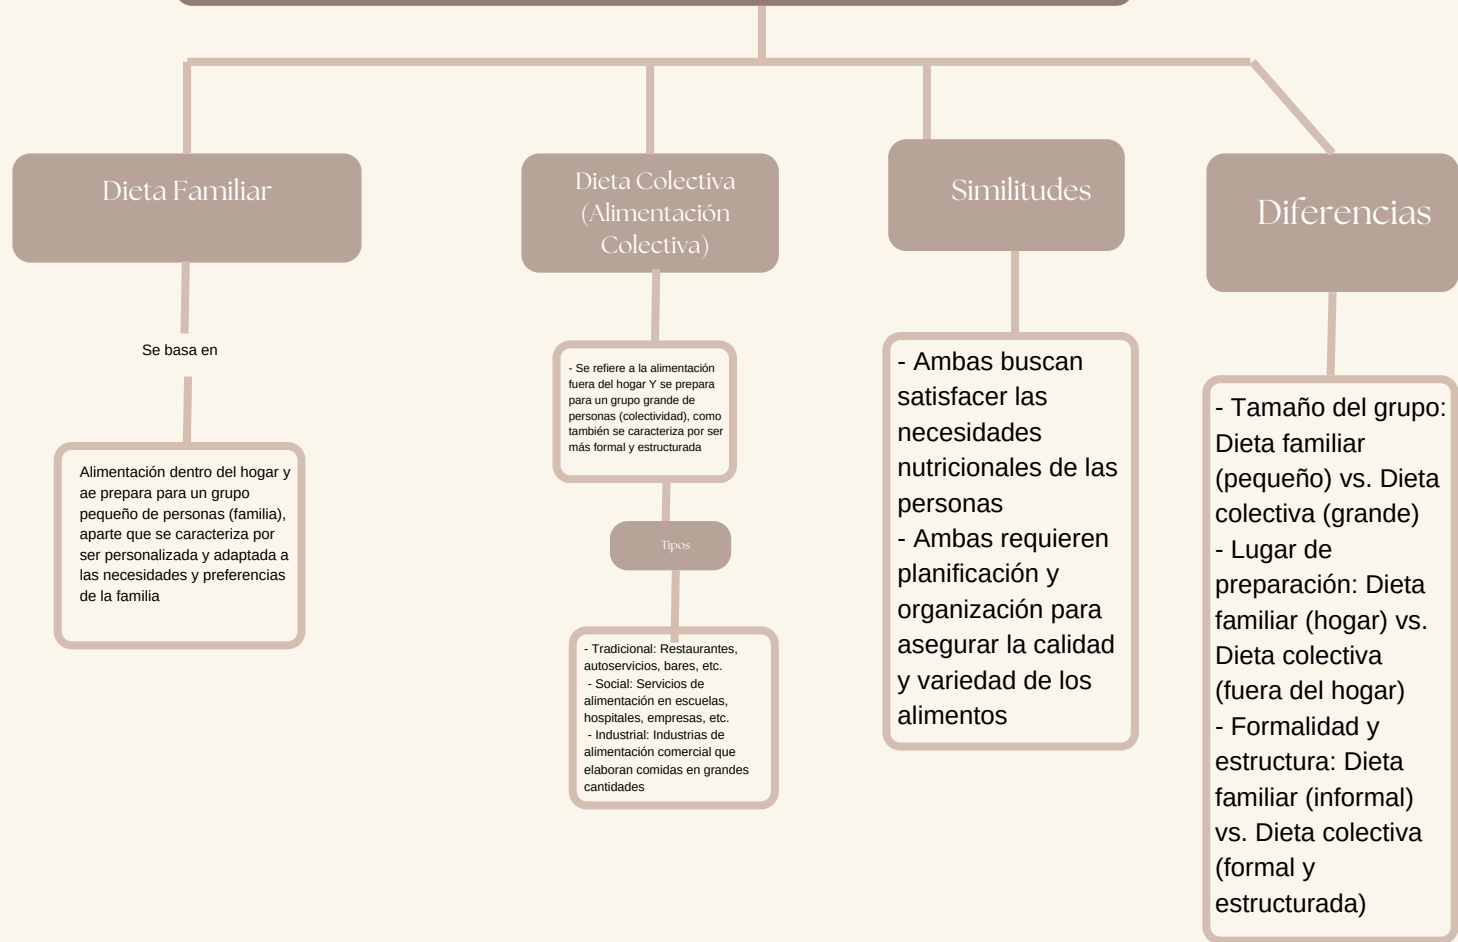 Dieta Familiar
Se basa en
Alimentación dentro del hogar y
ae prepara para un grupo
pequeño de personas (familia),
aparte que se caracteriza por
ser personalizada y adaptada a
las necesidades y preferencias
de la familia
Dieta Colectiva
(Alimentación
Colectiva)
- Se refiere a la alimentación
fuera del hogar Y se prepara
para un grupo grande de
personas (colectividad), como
también se caracteriza por ser
más formal y estructurada
Tipos
- Tradicional: Restaurantes,
autoservicios, bares, etc.
- Social: Servicios de
alimentación en escuelas,
hospitales, empresas, etc.
- Industrial: Industrias de
alimentación comercial que
elaboran comidas en grandes
cantidades
Similitudes
- Ambas buscan
satisfacer las
necesidades
nutricionales de las
personas
- Ambas requieren
planificación y
organización para
asegurar la calidad
y variedad de los
alimentos
Diferencias
- Tamaño del grupo:
Dieta familiar
(pequeño) vs. Dieta
colectiva (grande)
- Lugar de
preparación: Dieta
familiar (hogar) vs.
Dieta colectiva
(fuera del hogar)
- Formalidad y
estructura: Dieta
familiar (informal)
vs. Dieta colectiva
(formal y
estructurada)